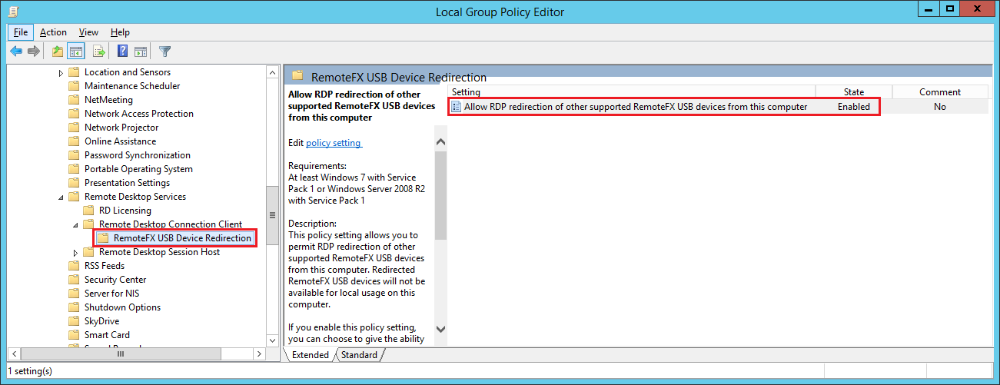 Local Group Policy Editor
File Action View Help
Location and Sensors
Maintenance Scheduler
NetMeeting
Network Access Protection
Network Projector
Online Assistance
Password Synchronization
Portable Operating System
Presentation Settings
Remote Desktop Services
RD Licensing
Remote Desktop Connection Client
RemoteFX USB Device Redirection
Remote Desktop Session Host
RSS Feeds
Security Center
Server for NIS
Shutdown Options
SkyDrive
Smart Card
RemoteFX USB Device Redirection
Allow RDP redirection of other
supported RemoteFX USB devices
from this computer
Edit policy setting
Requirements:
At least Windows 7 with Service
Pack 1 or Windows Server 2008 R2
with Service Pack 1
Description:
This policy setting allows you to
permit RDP redirection of other
supported RemoteFX USB devices
from this computer. Redirected
RemoteFX USB devices will not be
available for local usage on this
computer.
If you enable this policy setting,
you can choose to give the ability
Setting State Comment
Allow RDP redirection of other supported RemoteFX USB devices from this computer Enabled No
Extended Standard
1 setting(s)